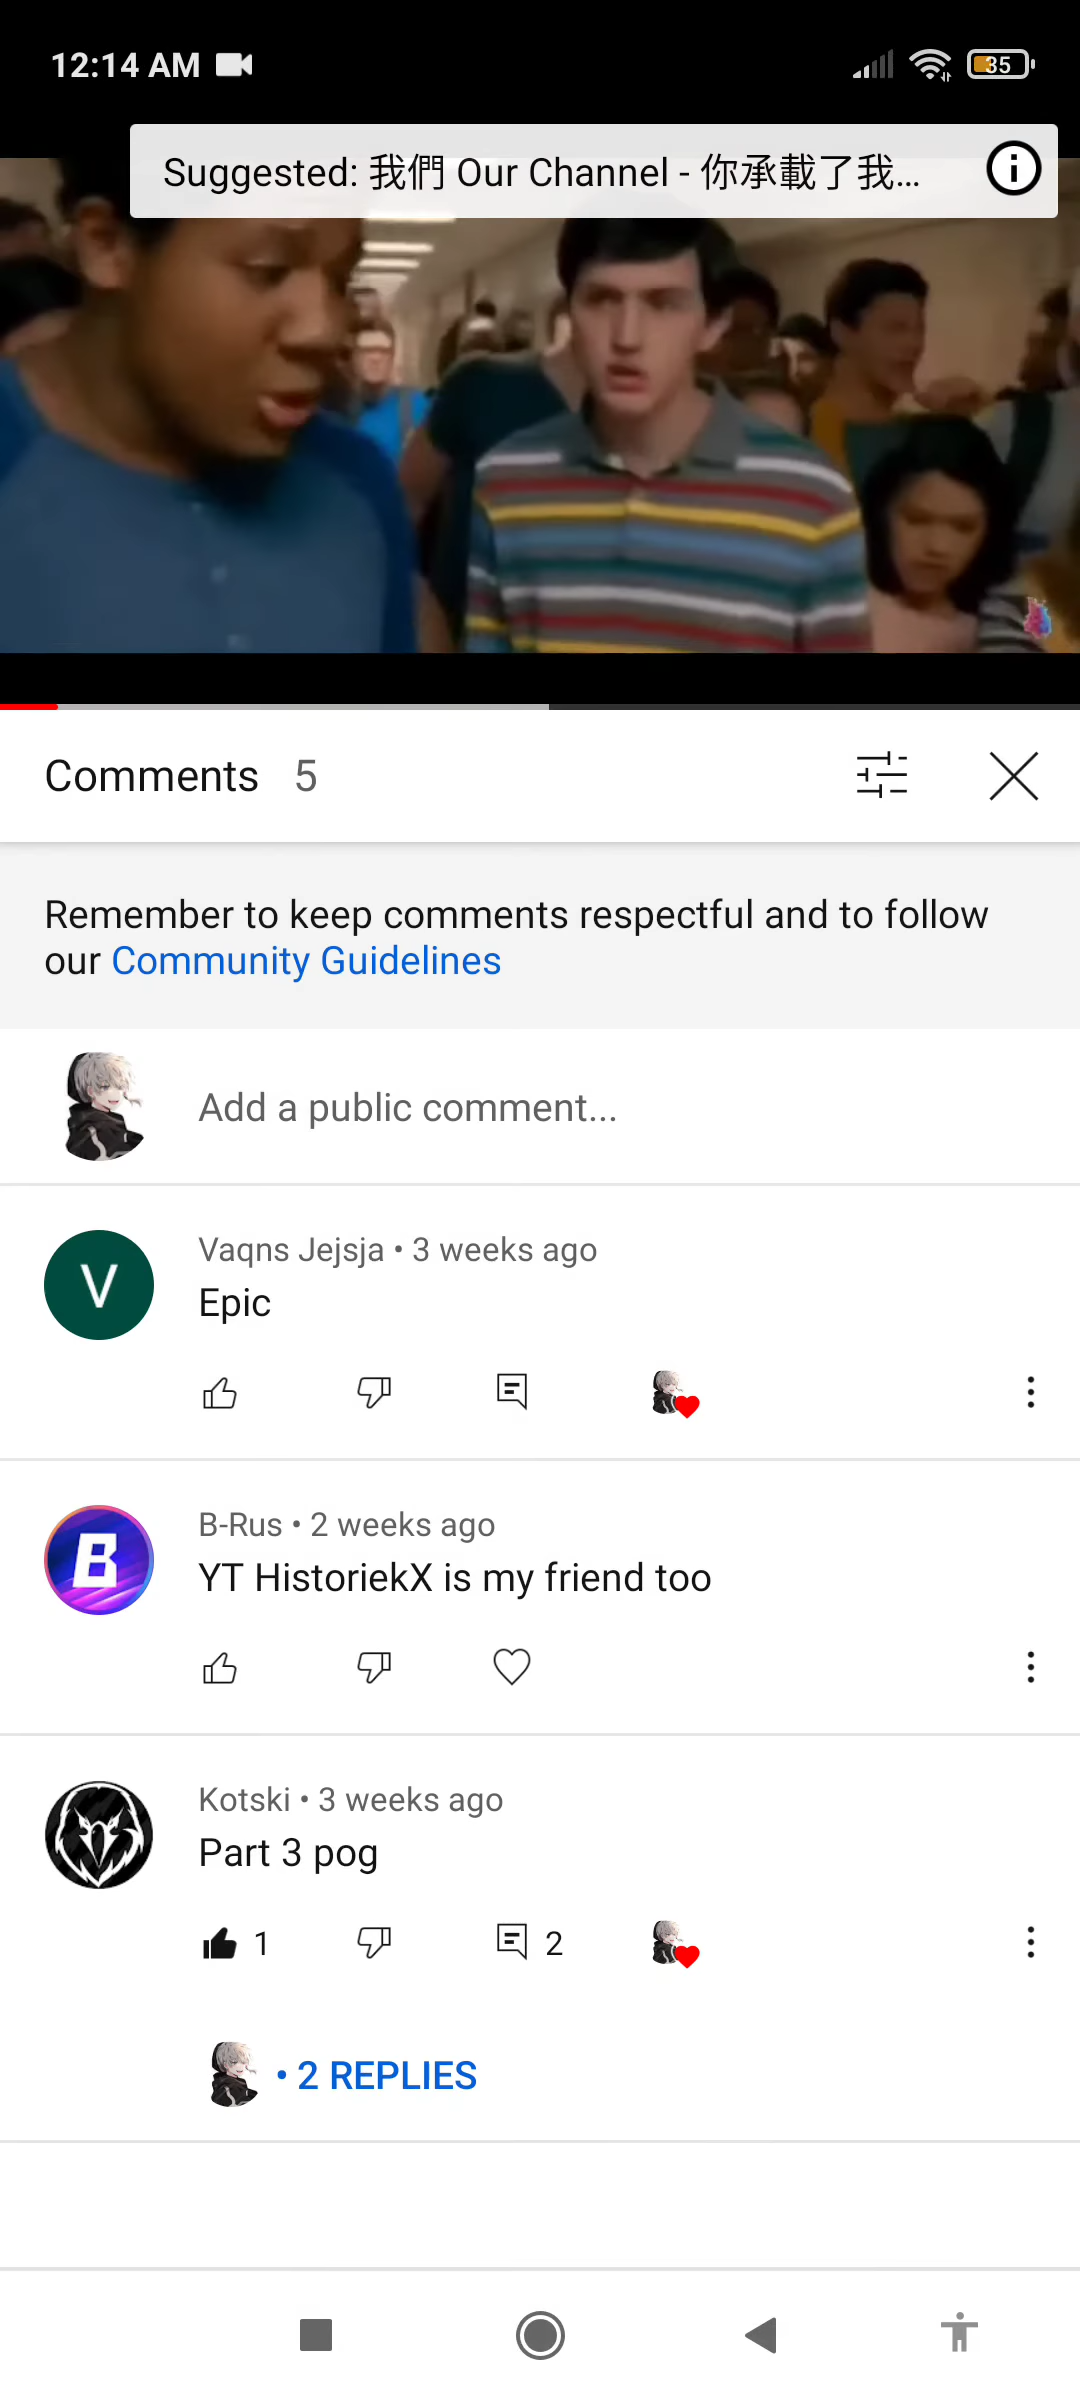 12:14 AM
35
Suggested: 我們 Our Channel - 你承載了我...
Comments 5
Remember to keep comments respectful and to follow
our Community Guidelines
Add a public comment...
V
Vaqns Jejsja • 3 weeks ago
Epic
B
B-Rus • 2 weeks ago
YT HistoriekX is my friend too
Kotski • 3 weeks ago
Part 3 pog
1
2
• 2 REPLIES